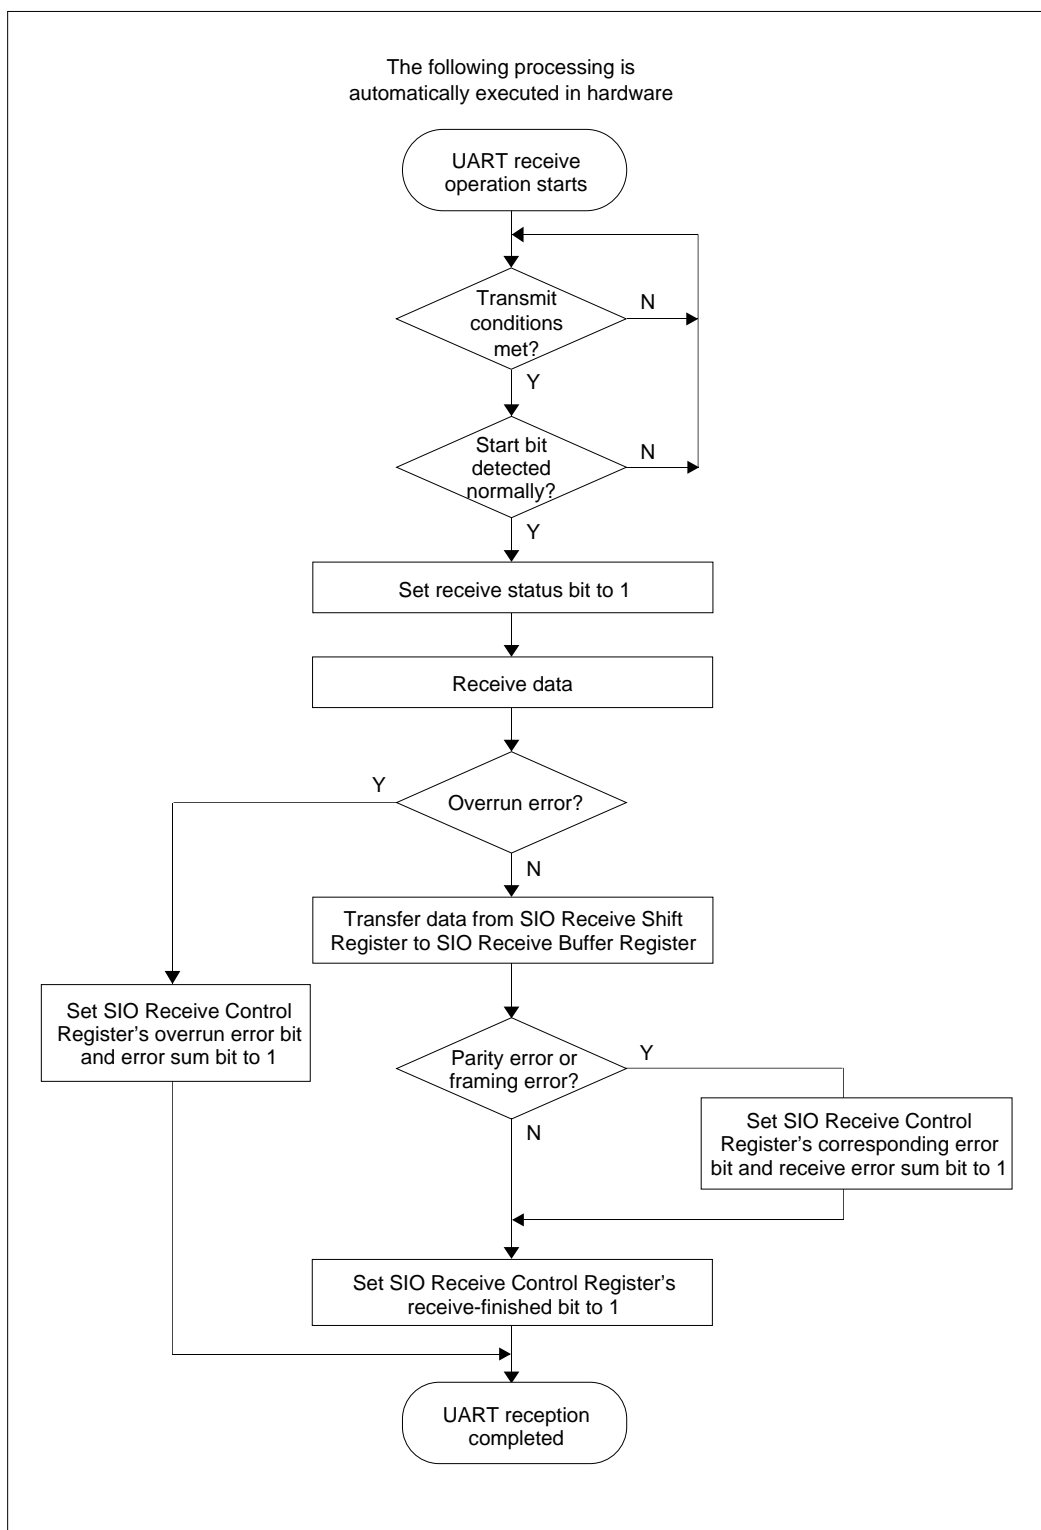 The following processing is
automatically executed in hardware
UART receive
operation starts
Transmit
conditions
met?
N
Y
Start bit
detected
normally?
N
Y
Set receive status bit to 1
Receive data
Y
Overrun error?
N
Transfer data from SIO Receive Shift
Register to SIO Receive Buffer Register
Set SIO Receive Control
Register’s overrun error bit
and error sum bit to 1
Parity error or
framing error?
Y
N
Set SIO Receive Control
Register’s corresponding error
bit and receive error sum bit to 1
Set SIO Receive Control Register’s
receive-finished bit to 1
UART reception
completed